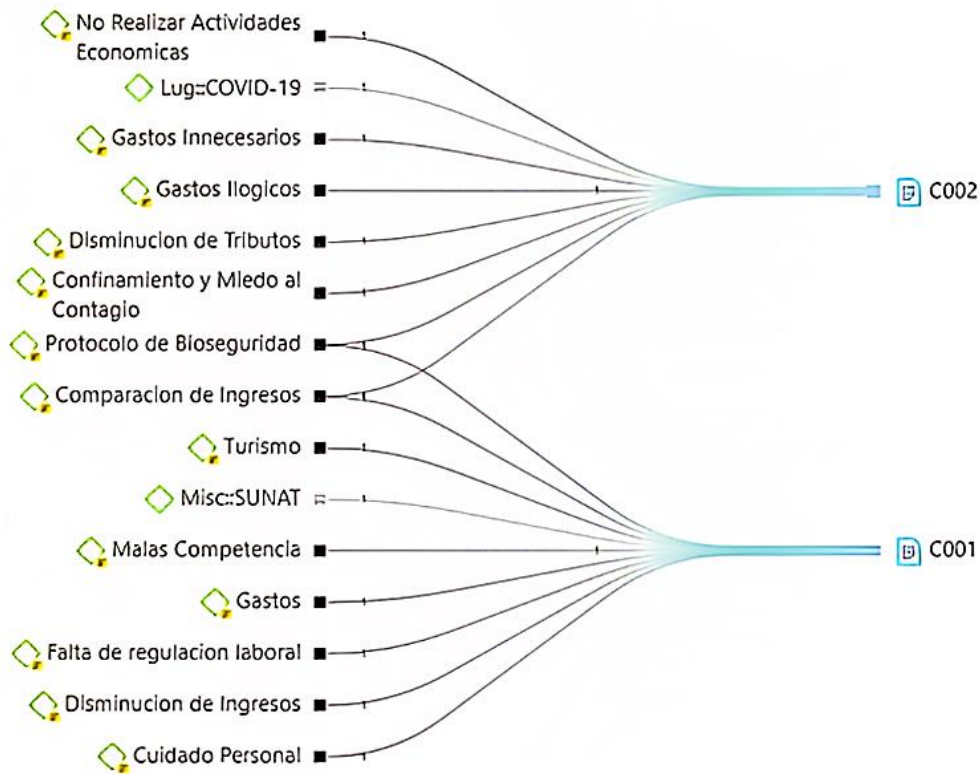 No Realizar Actividades
Economicas
Lug::COVID-19
Gastos Innecesarios
Gastos Ilogicos
C002
Disminucion de Tributos
Confinamiento y Miedo al
Contagio
Protocolo de Bioseguridad
Comparacion de Ingresos
Turismo
Misc::SUNAT
Malas Competencia
C001
Gastos
Falta de regulacion laboral
Disminucion de Ingresos
Cuidado Personal